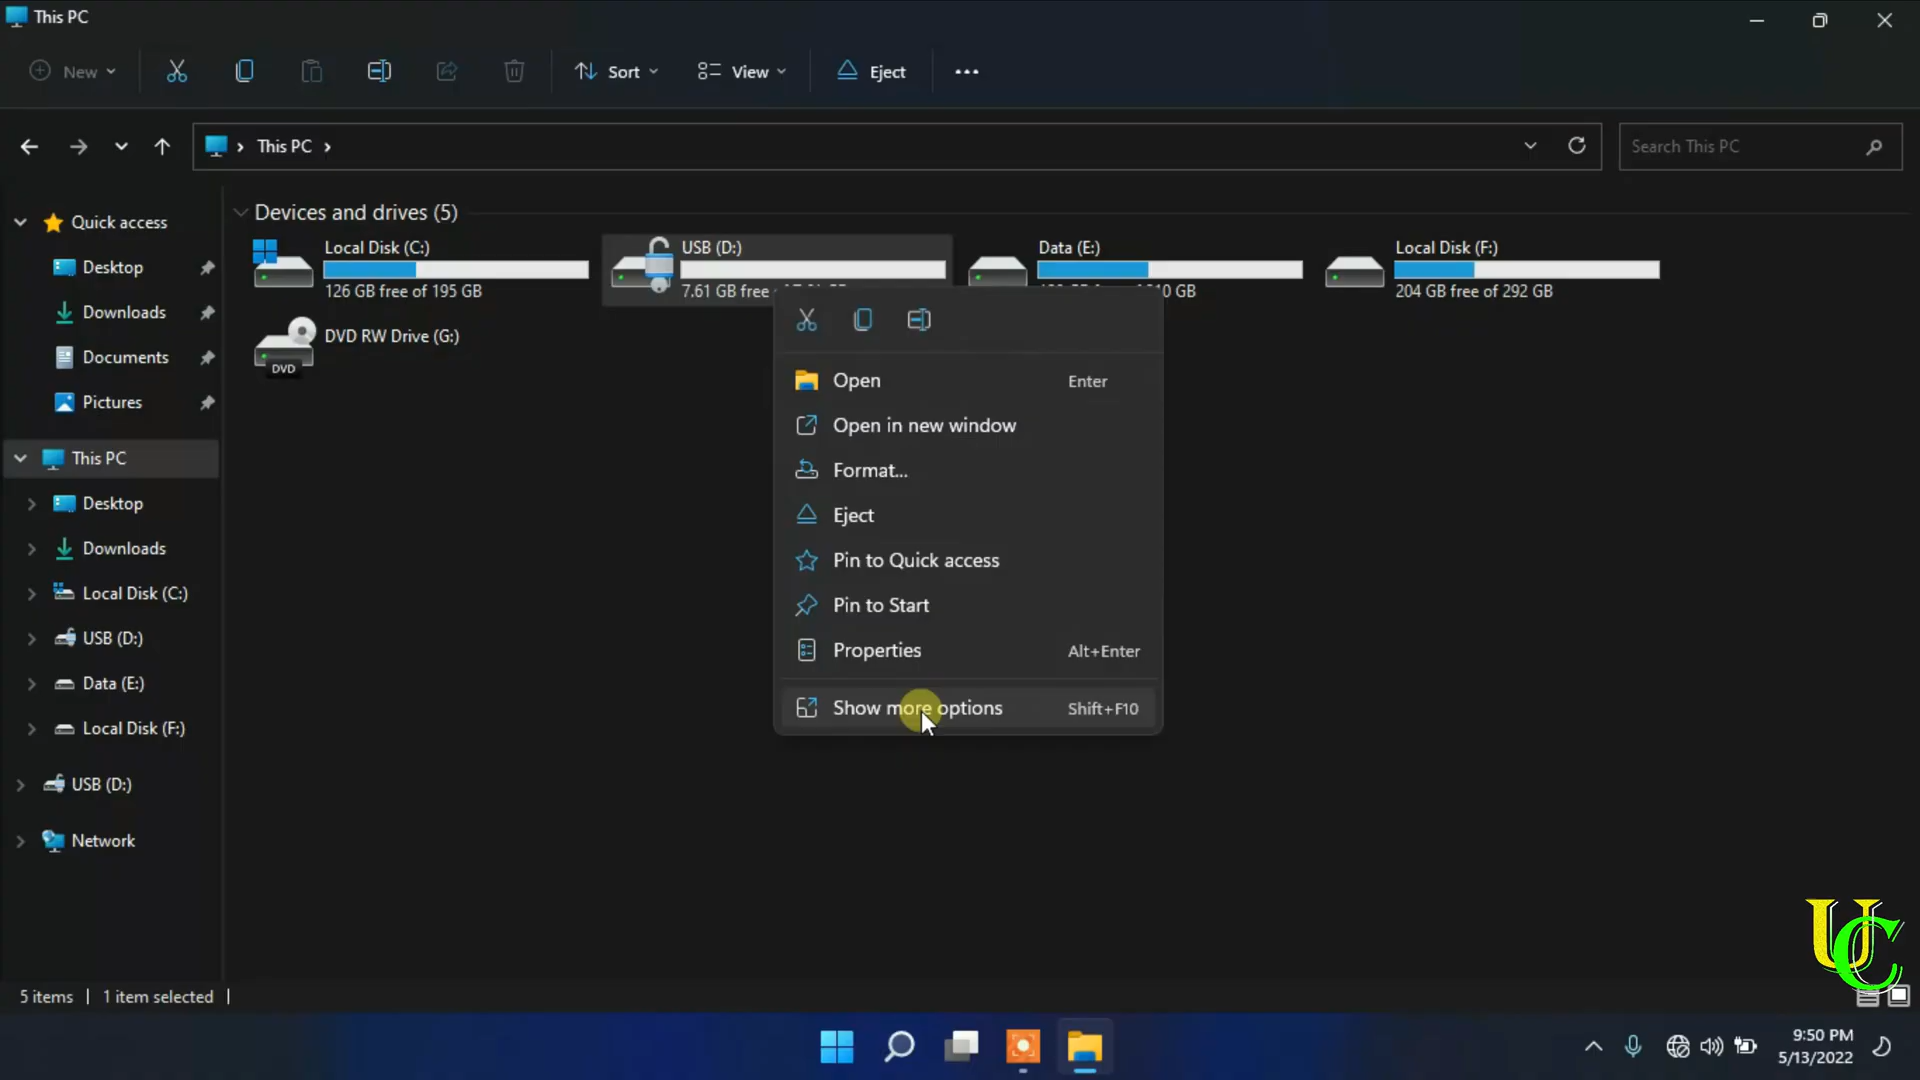 This PC
New
Sort
View
Eject
This PC
Search This PC
Quick access
Desktop
Downloads
Documents
Pictures
This PC
Desktop
Downloads
Local Disk (C:)
USB (D:)
Data (E:)
Local Disk (F:)
USB (D:)
Network
Devices and drives (5)
Local Disk (C:)
126 GB free of 195 GB
USB (D:)
7.61 GB free
Data (E:)
GB
Local Disk (F:)
204 GB free of 292 GB
DVD RW Drive (G:)
DVD
Open Enter
Open in new window
Format...
Eject
Pin to Quick access
Pin to Start
Properties Alt+Enter
Show more options Shift+F10
UC
5 items 1 item selected
9:50 PM
5/13/2022